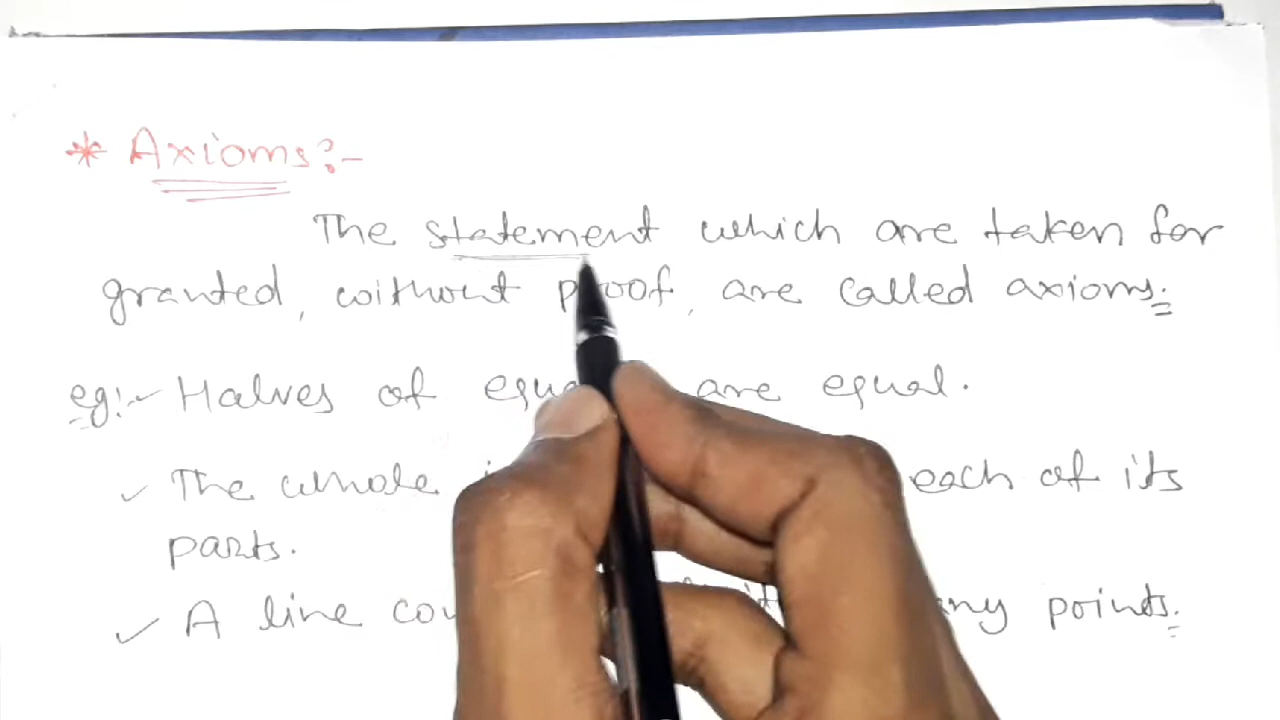 * Axioms:-
The statement which are taken for
granted, without proof, are called axioms.
eg:- Halves of are equal.
✓ The whole each of its
parts.
✓ A line points.